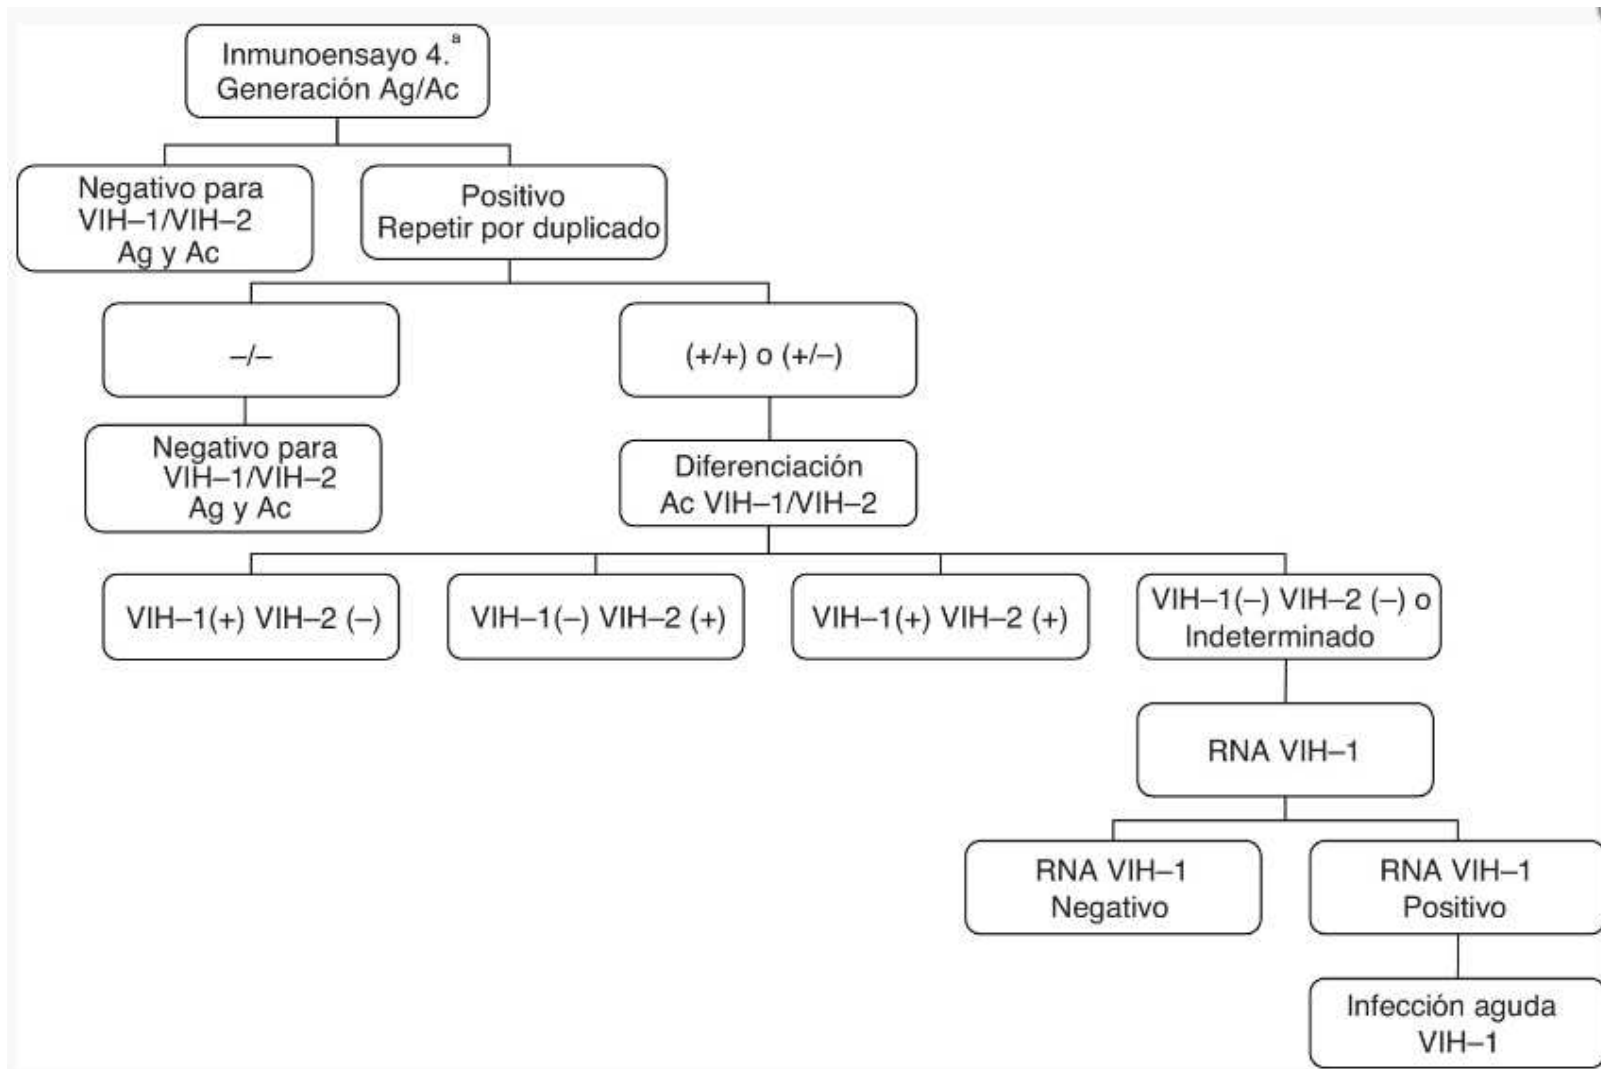 Inmunoensayo 4.ª
Generación Ag/Ac
Negativo para
VIH–1/VIH–2
Ag y Ac
Positivo
Repetir por duplicado
–/–
(+/+) o (+/–)
Negativo para
VIH–1/VIH–2
Ag y Ac
Diferenciación
Ac VIH–1/VIH–2
VIH–1(+) VIH–2 (–)
VIH–1(–) VIH–2 (+)
VIH–1(+) VIH–2 (+)
VIH–1(–) VIH–2 (–) o
Indeterminado
RNA VIH–1
RNA VIH–1
Negativo
RNA VIH–1
Positivo
Infección aguda
VIH–1